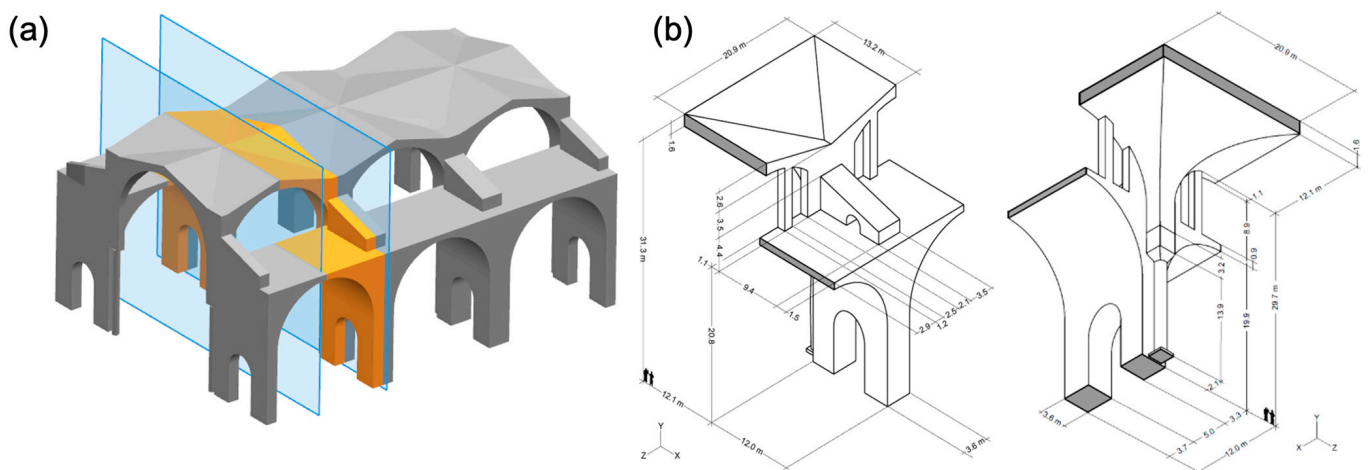 (a)
(b)
20.9 m
13.2 m
1.6
31.3 m
2.6
3.5
4.4
1.1
9.4
1.5
20.8
2.9
1.2
2.5
2.1
3.5
12.1 m
12.0 m
3.6 m
Y
Z
X
20.9 m
1.6
12.1 m
1.1
8.9
0.9
3.2
13.9
19.9
29.7 m
2.1
3.3
5.0
3.7
12.0 m
3.6 m
Y
X
Z